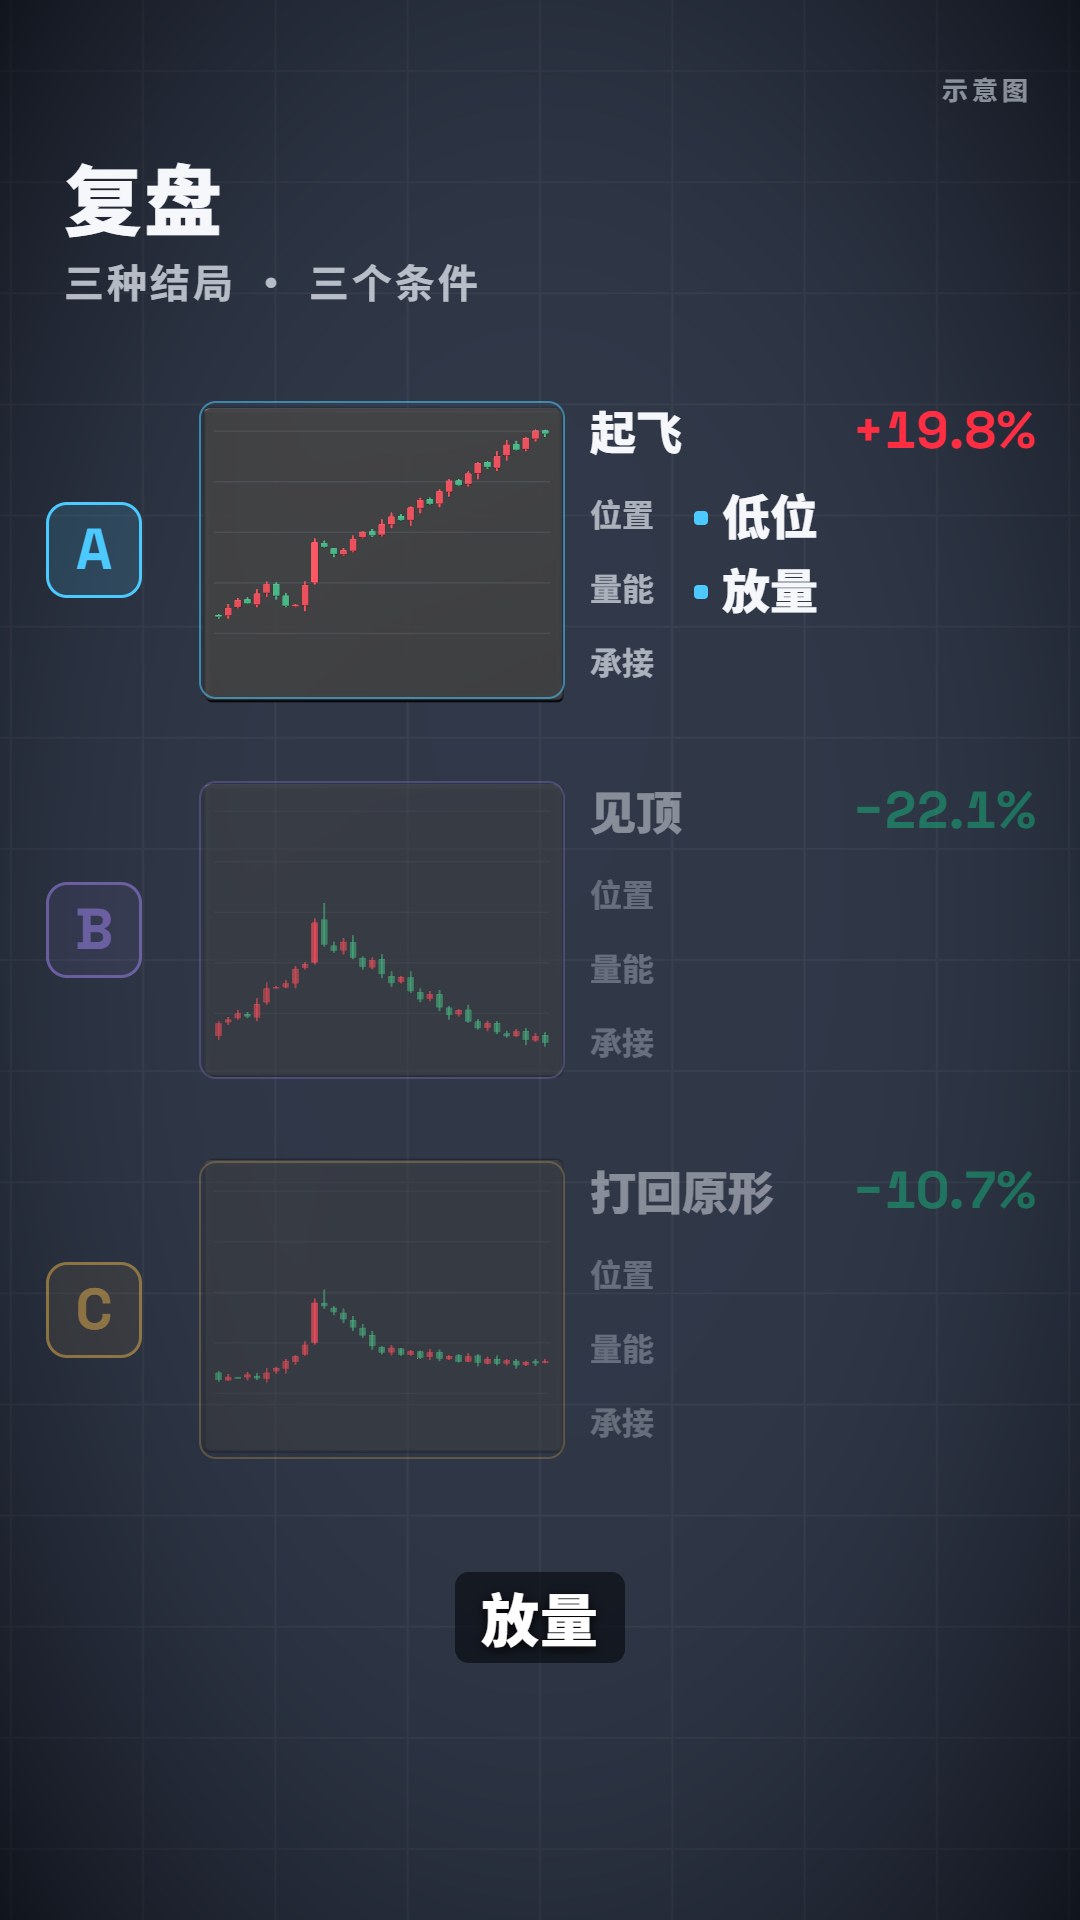 示意图
复盘
三种结局 · 三个条件
A
起飞 +19.8%
位置 低位
量能 放量
承接
B
见顶 -22.1%
位置
量能
承接
C
打回原形 -10.7%
位置
量能
承接
放量